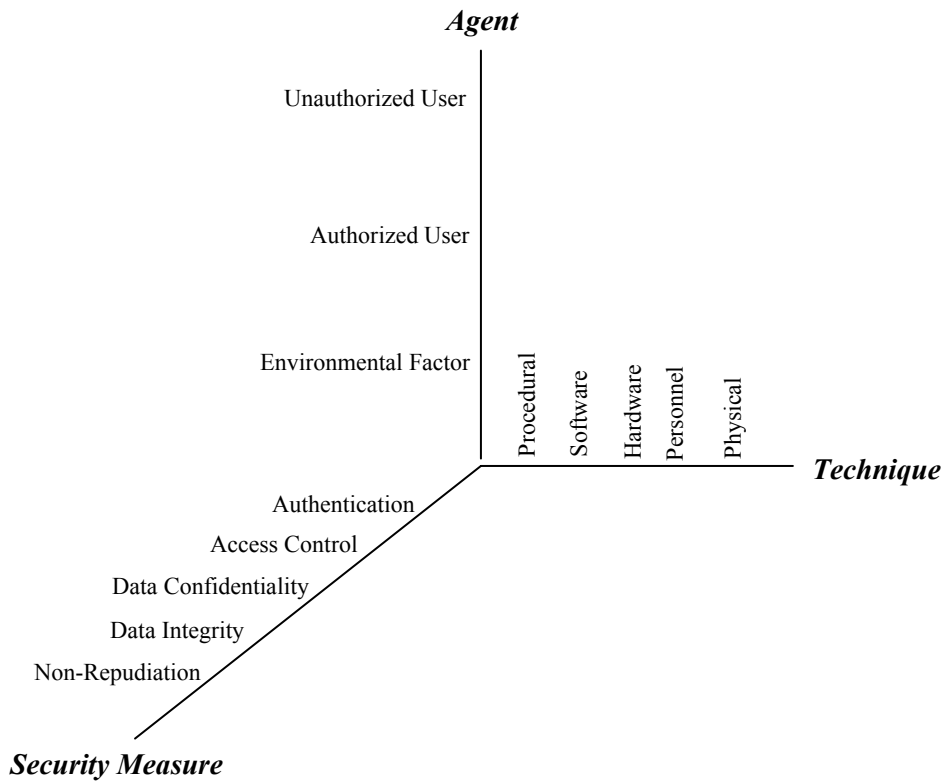 Agent
Unauthorized User
Authorized User
Environmental Factor
Procedural
Software
Hardware
Personnel
Physical
Technique
Authentication
Access Control
Data Confidentiality
Data Integrity
Non-Repudiation
Security Measure